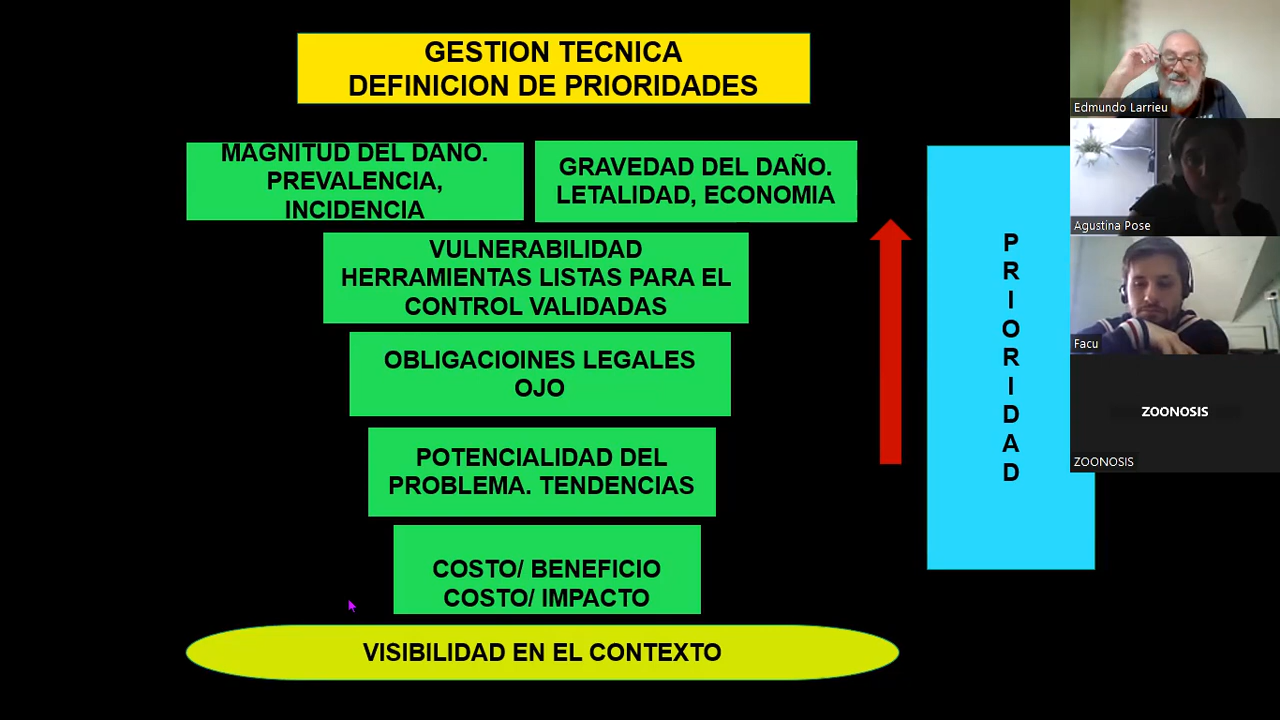 GESTION TECNICA
DEFINICION DE PRIORIDADES
MAGNITUD DEL DAÑO.
PREVALENCIA,
INCIDENCIA
GRAVEDAD DEL DAÑO.
LETALIDAD, ECONOMIA
VULNERABILIDAD
HERRAMIENTAS LISTAS PARA EL
CONTROL VALIDADAS
OBLIGACIOINES LEGALES
OJO
POTENCIALIDAD DEL
PROBLEMA. TENDENCIAS
COSTO/ BENEFICIO
COSTO/ IMPACTO
VISIBILIDAD EN EL CONTEXTO
P
R
I
O
R
I
D
A
D
Edmundo Larrieu
Agustina Pose
Facu
ZOONOSIS
ZOONOSIS